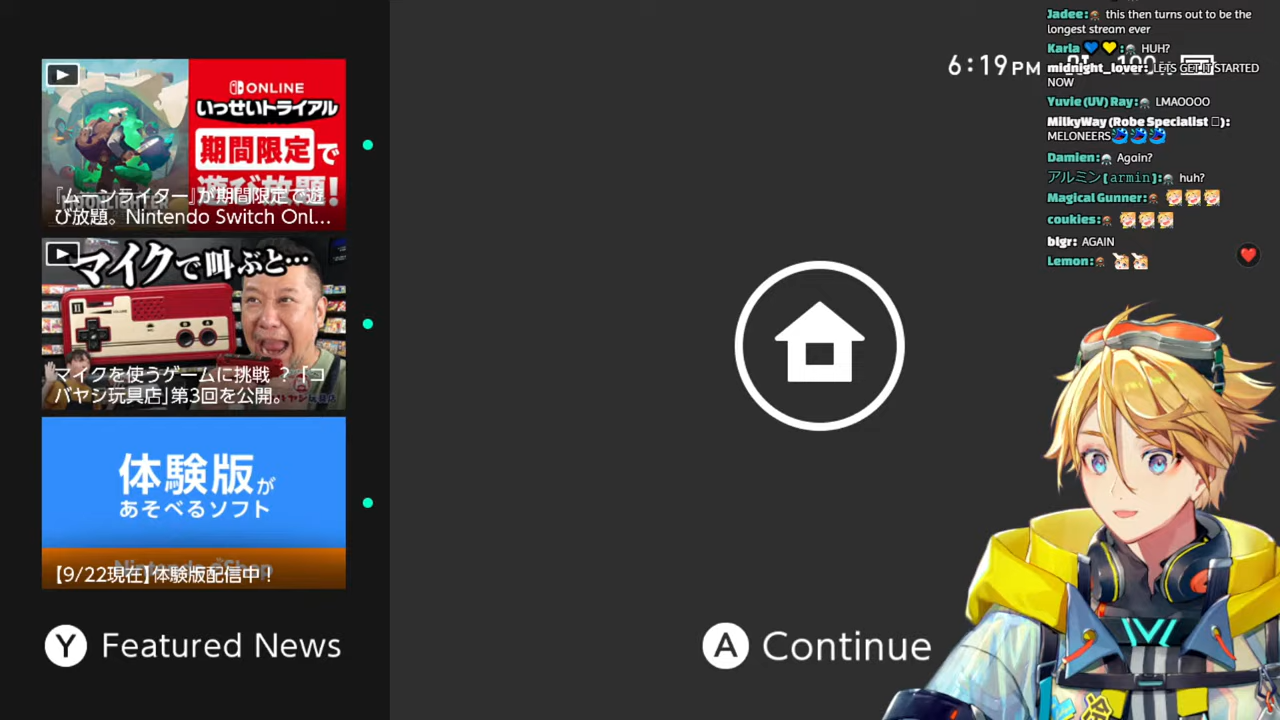 ONLINE
いっせいトライアル
期間限定で
遊び放題!
『ムーンライター』が期間限定で遊
び放題。Nintendo Switch Onl...
マイクで叫ぶと…
II
マイクを使うゲームに挑戦 ? 「コ
バヤシ玩具店」第3回を公開。
体験版が
あそべるソフト
【9/22現在】体験版配信中!
Y Featured News
6:19PM
A Continue
Jadee: this then turns out to be the
longest stream ever
Karla HUH?
midnight_lover: LETS GET IT STARTED
NOW
Yuvie (UV) Ray: LMAOOOO
MilkyWay (Robe Specialist ):
MELONEERS
Damien: Again?
アルミン[armin]: huh?
Magical Gunner:
coukies:
blgr: AGAIN
Lemon: